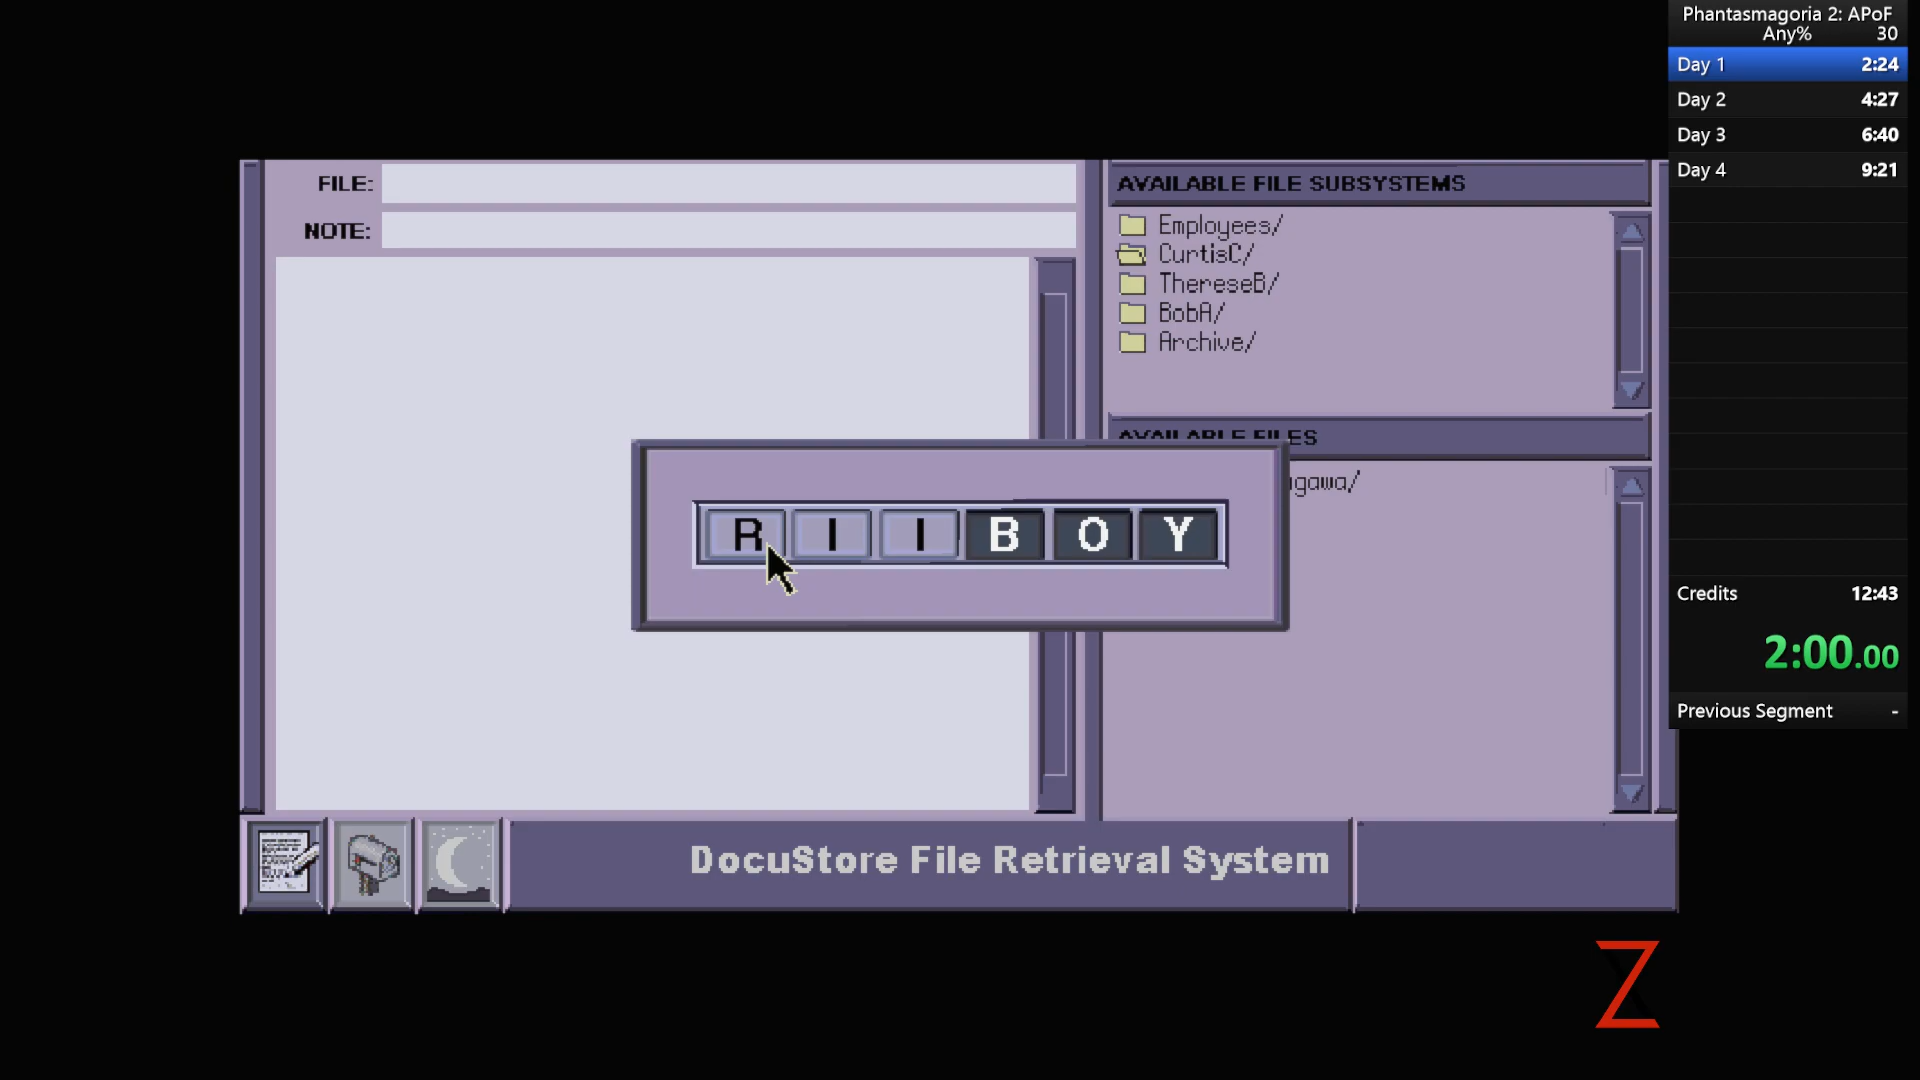 Phantasmagoria 2: APoF
Any% 30
Day 1 2:24
Day 2 4:27
Day 3 6:40
Day 4 9:21
FILE:
NOTE:
AVAILABLE FILE SUBSYSTEMS
Employees/
CurtisC/
ThereseB/
BobA/
Archive/
AVAILABLE FILES
R I I B O Y
Credits 12:43
2:00.00
Previous Segment -
DocuStore File Retrieval System
Z